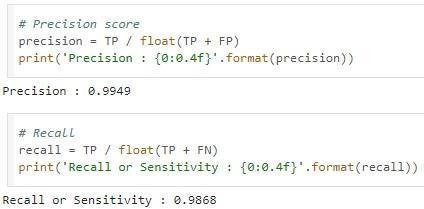 # Precision score
precision = TP / float(TP + FP)
print('Precision : {0:0.4f}'.format(precision))
Precision : 0.9949
# Recall
recall = TP / float(TP + FN)
print('Recall or Sensitivity : {0:0.4f}'.format(recall))
Recall or Sensitivity : 0.9868